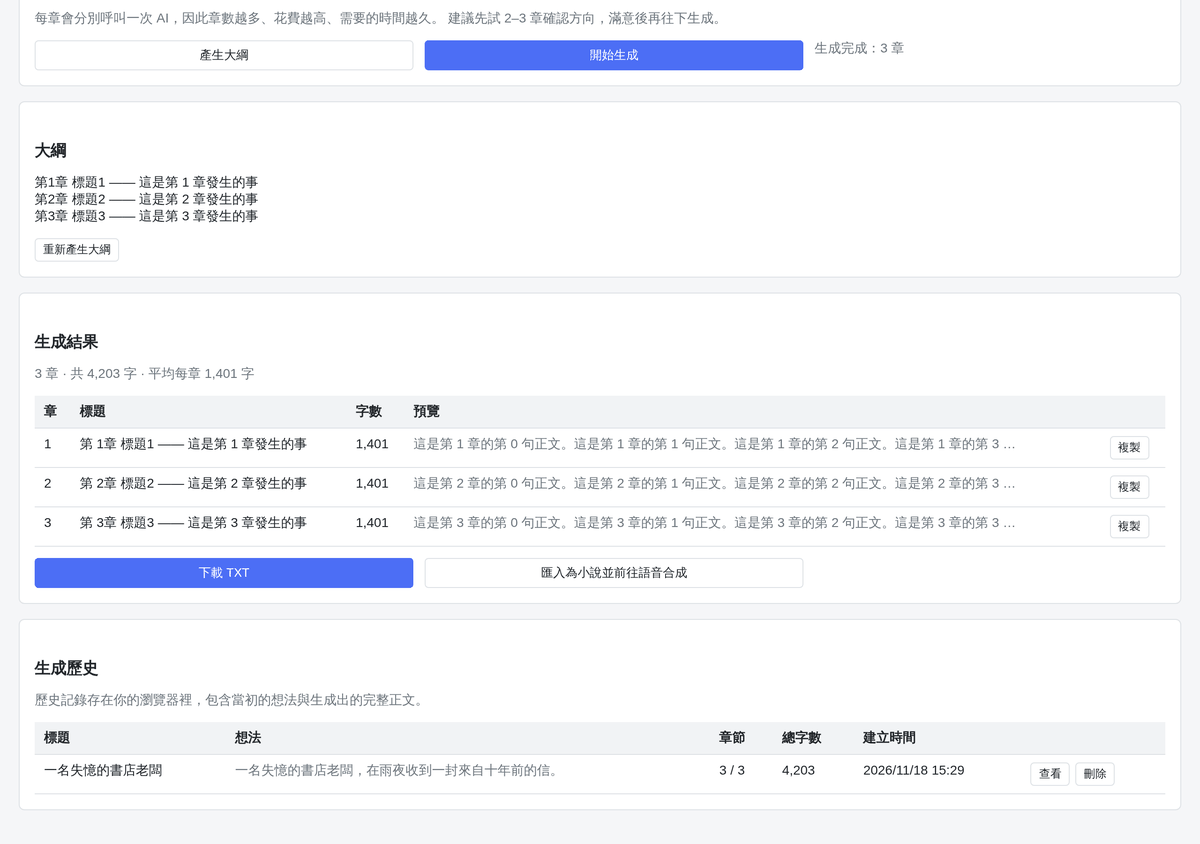 每章會分別呼叫一次 AI，因此章數越多、花費越高、需要的時間越久。 建議先試 2–3 章確認方向，滿意後再往下生成。
產生大綱 開始生成 生成完成：3 章
大綱
第1章 標題1 —— 這是第 1 章發生的事
第2章 標題2 —— 這是第 2 章發生的事
第3章 標題3 —— 這是第 3 章發生的事
重新產生大綱
生成結果
3 章 · 共 4,203 字 · 平均每章 1,401 字
章 標題 字數 預覽
1 第 1章 標題1 —— 這是第 1 章發生的事 1,401 這是第 1 章的第 0 句正文。這是第 1 章的第 1 句正文。這是第 1 章的第 2 句正文。這是第 1 章的第 3 … 複製
2 第 2章 標題2 —— 這是第 2 章發生的事 1,401 這是第 2 章的第 0 句正文。這是第 2 章的第 1 句正文。這是第 2 章的第 2 句正文。這是第 2 章的第 3 … 複製
3 第 3章 標題3 —— 這是第 3 章發生的事 1,401 這是第 3 章的第 0 句正文。這是第 3 章的第 1 句正文。這是第 3 章的第 2 句正文。這是第 3 章的第 3 … 複製
下載 TXT 匯入為小說並前往語音合成
生成歷史
歷史記錄存在你的瀏覽器裡，包含當初的想法與生成出的完整正文。
標題 想法 章節 總字數 建立時間
一名失憶的書店老闆 一名失憶的書店老闆，在雨夜收到一封來自十年前的信。 3 / 3 4,203 2026/11/18 15:29 查看 刪除